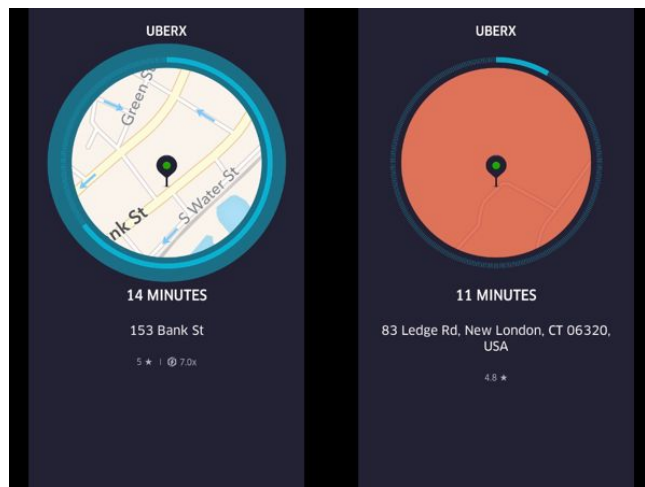 UBERX
Green St
nk St
S Water St
14 MINUTES
153 Bank St
5 ★ | 7.0x
UBERX
11 MINUTES
83 Ledge Rd, New London, CT 06320,
USA
4.8 ★